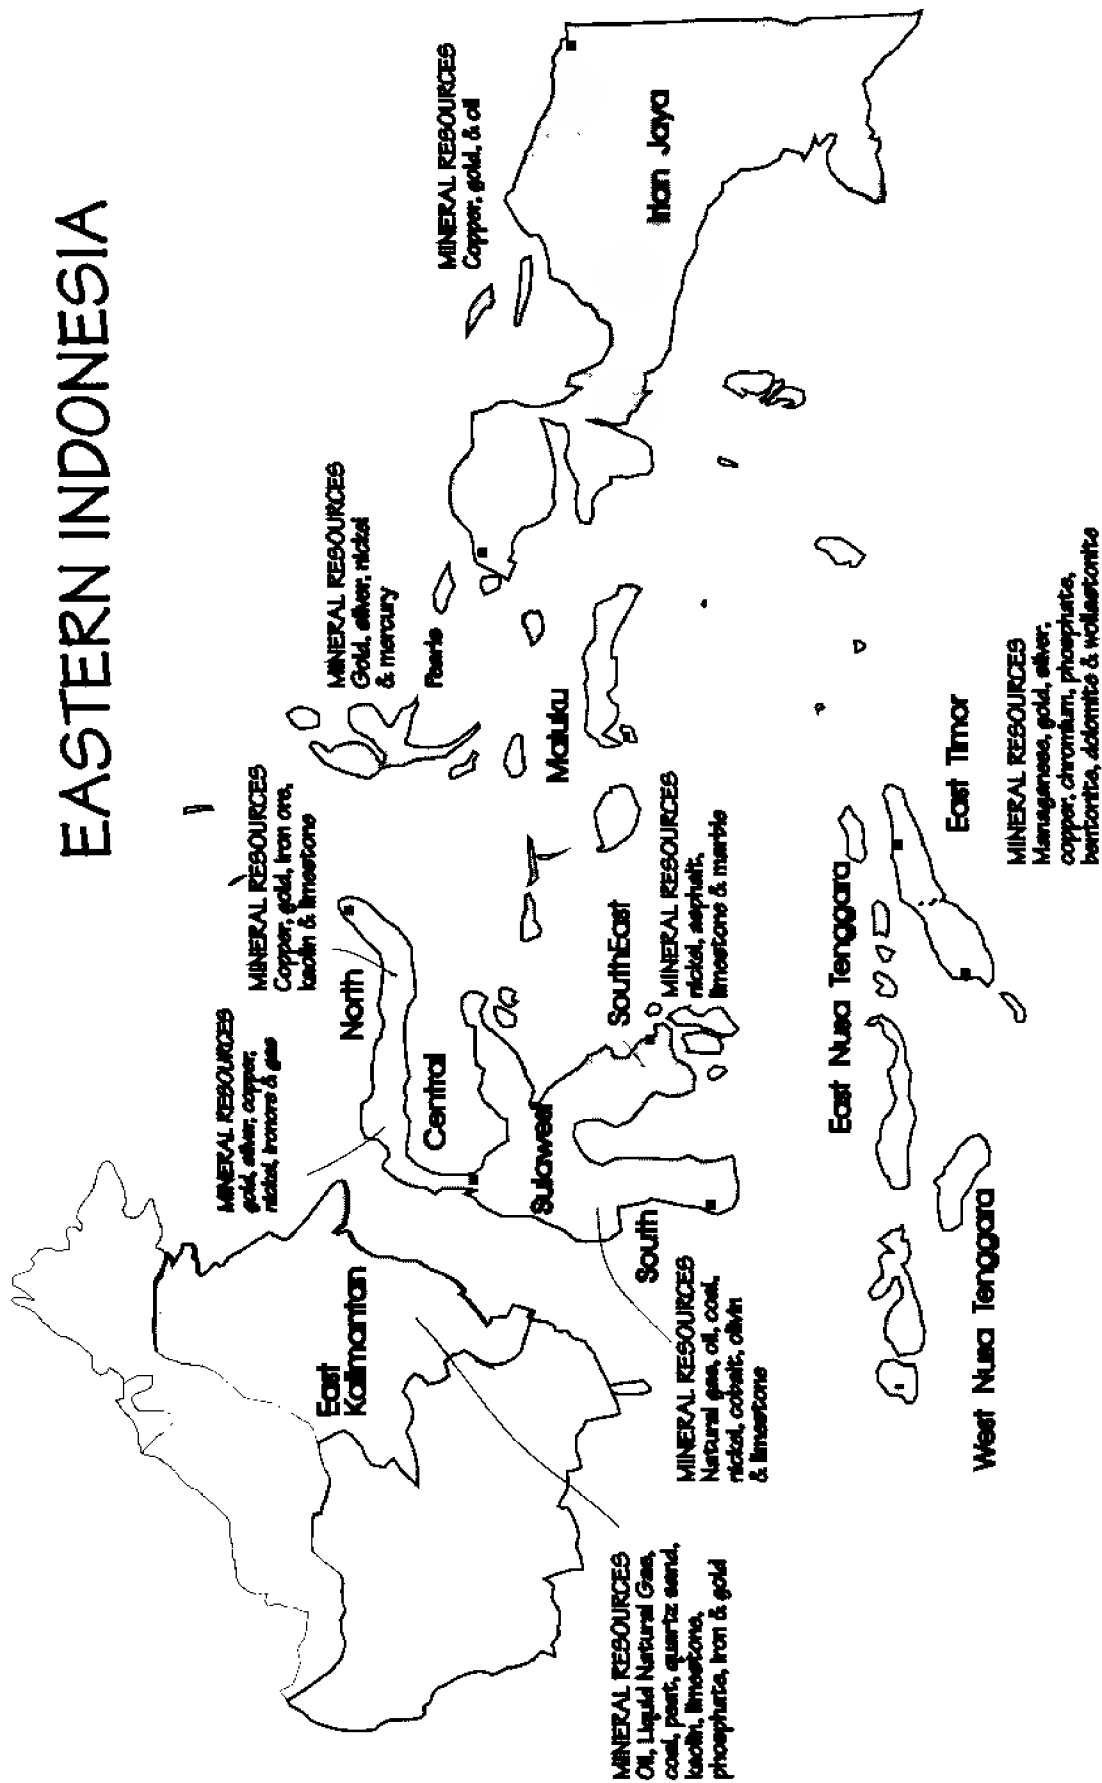 EASTERN INDONESIA
MINERAL RESOURCES
Copper, gold, & oil
Irian Jaya
MINERAL RESOURCES
Gold, silver, nickel
& mercury
Pearls
Maluku
MINERAL RESOURCES
Copper, gold, iron ore,
kaolin & limestone
North
MINERAL RESOURCES
gold, silver, copper,
nickel, ironore & gas
Central
Sulawesi
SouthEast
MINERAL RESOURCES
nickel, asphalt,
limestone & marble
South
MINERAL RESOURCES
Natural gas, oil, coal,
nickel, cobalt, olivin
& limestone
East
Kalimantan
MINERAL RESOURCES
Oil, Liquid Natural Gas,
coal, peat, quartz sand,
kaolin, limestone,
phosphate, iron & gold
East Nusa Tenggara
West Nusa Tenggara
East Timor
MINERAL RESOURCES
Managanese, gold, silver,
copper, chromium, phosphate,
bentonite, dolomite & wollastonite